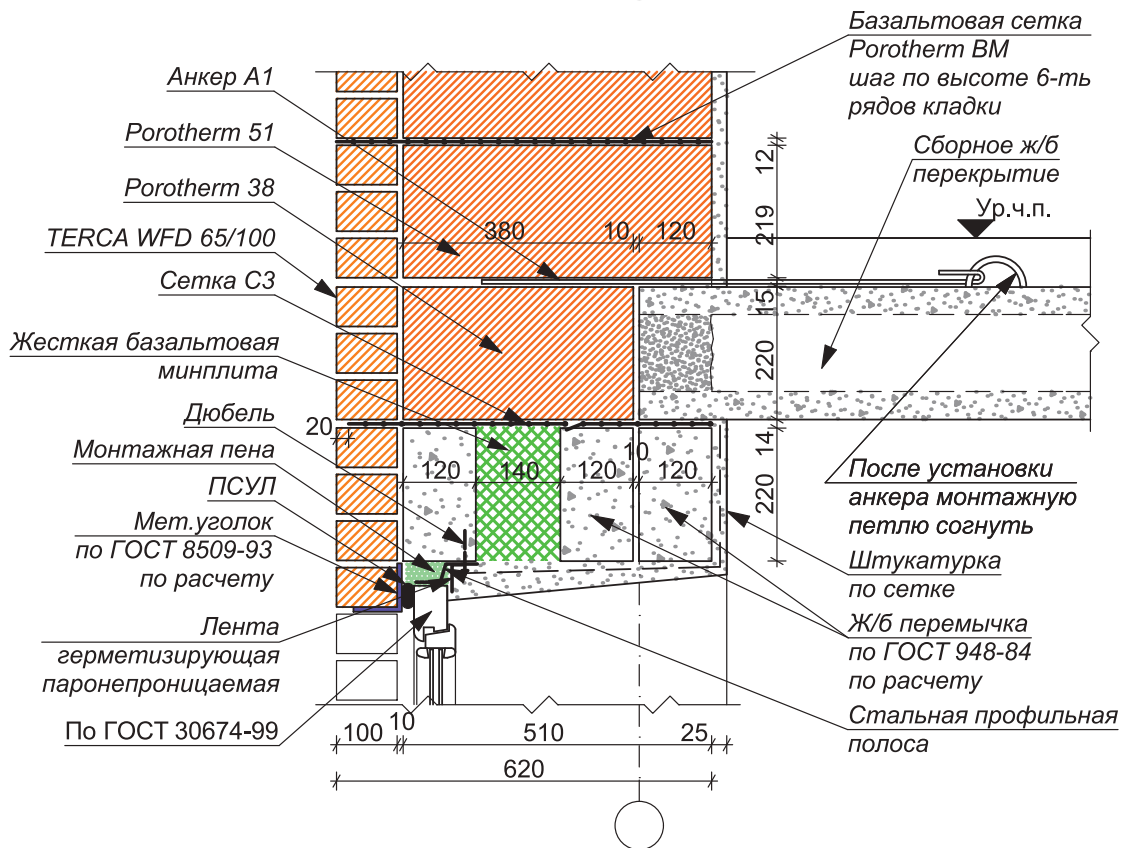 Базальтовая сетка
Porotherm BM
шаг по высоте 6-ть
рядов кладки
Анкер А1
Porotherm 51
Porotherm 38
TERCA WFD 65/100
Сетка С3
Жесткая базальтовая
минплита
Дюбель
Монтажная пена
ПСУЛ
Мет.уголок
по ГОСТ 8509-93
по расчету
Лента
герметизирующая
паронепроницаемая
По ГОСТ 30674-99
Сборное ж/б
перекрытие
Ур.ч.п.
После установки
анкера монтажную
петлю согнуть
Штукатурка
по сетке
Ж/б перемычка
по ГОСТ 948-84
по расчету
Стальная профильная
полоса
380 10 120
12
219
15
220
14
220
20
10
120 140 120 120
10
100 510 25
620